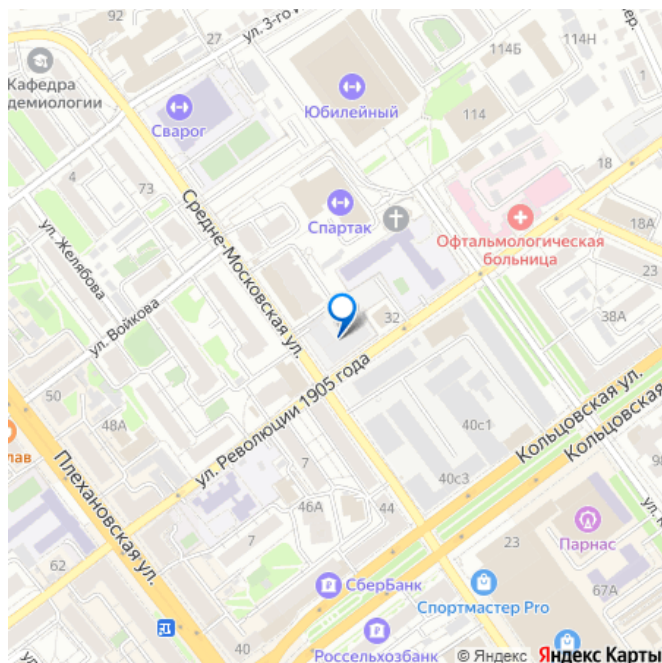 92
27
ул. 3-го
114Б
114Н
пер.
Кафедра
демиологии
Юбилейный
Сварог
114
4
73
18
Средне-Московская ул.
Спартак
Офтальмологическая
больница
18А
ул. Желябова
23
ул. Войкова
32
38А
50
48А
ул. Революции 1905 года
Кольцовская ул.
Кольцовская
лав
40с1
Плехановская ул.
7
40с3
46А
44
7
23
Парнас
62
СберБанк
67А
Спортмастер Pro
40
Россельхозбанк
© Яндекс Яндекс Карты